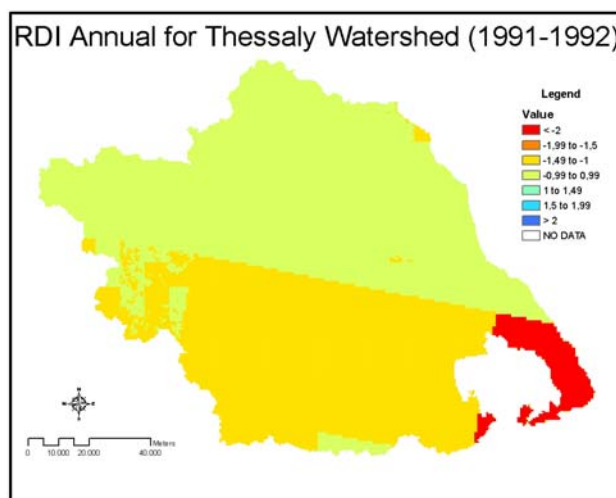 RDI Annual for Thessaly Watershed (1991-1992)
Legend
Value
< -2
-1,99 to -1,5
-1,49 to -1
-0,99 to 0,99
1 to 1,49
1,5 to 1,99
> 2
NO DATA
N
W
E
S
Meters
0 10.000 20.000 40.000